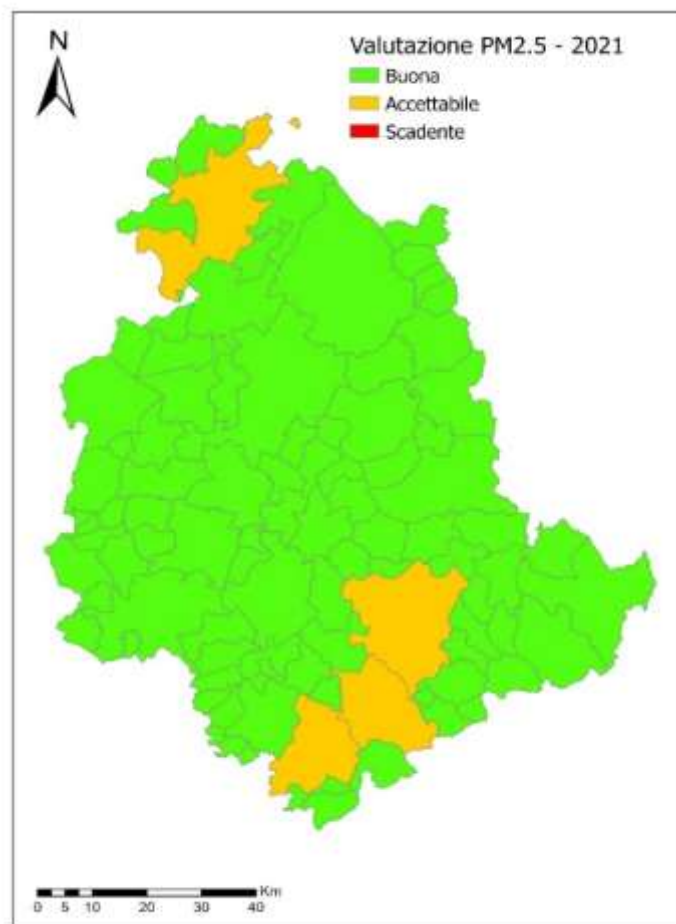 N
Valutazione PM2.5 - 2021
Buona
Accettabile
Scadente
Km
0 5 10 20 30 40